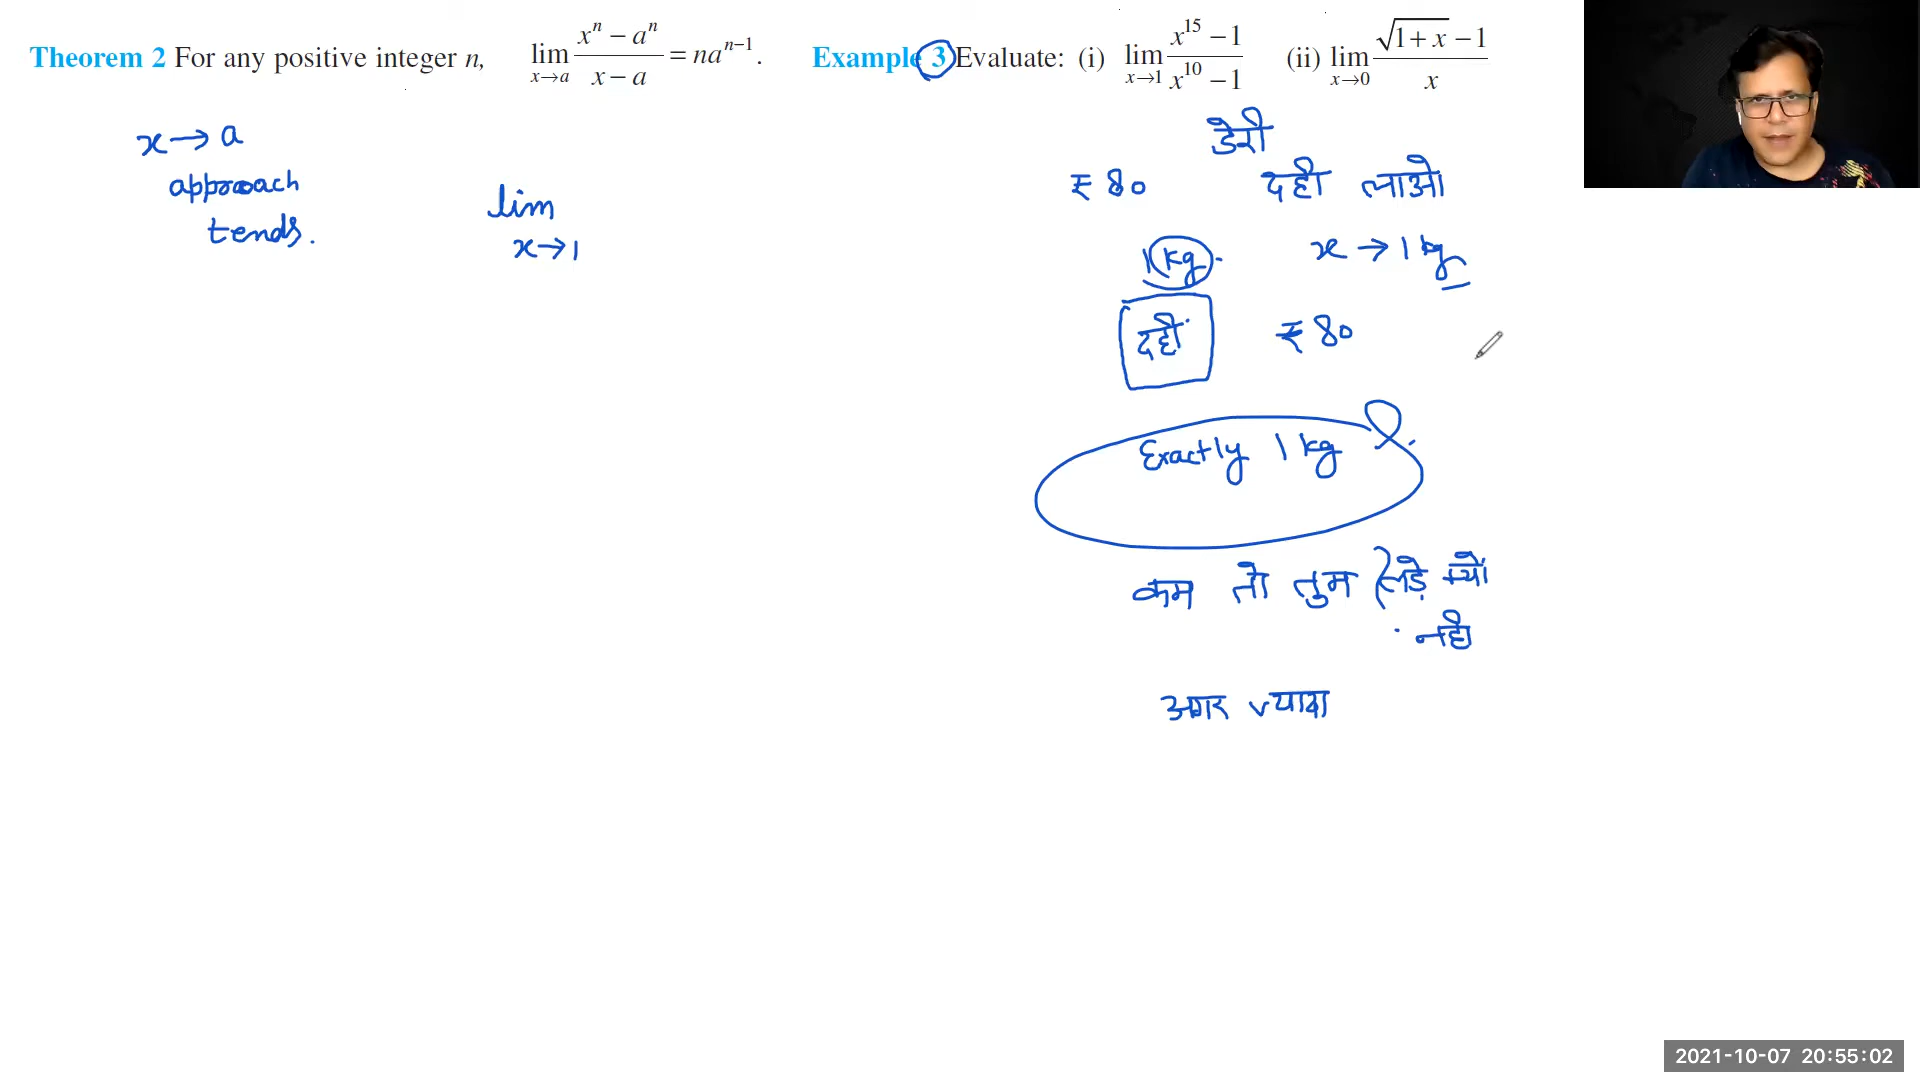 Theorem 2 For any positive integer n, lim x→a (xⁿ − aⁿ)/(x − a) = naⁿ⁻¹.
Example 3 Evaluate: (i) lim x→1 (x¹⁵ − 1)/(x¹⁰ − 1) (ii) lim x→0 (√(1+x) − 1)/x
x → a
approach
tends.
lim
x→1
डेरी
₹ 80 दही लाओ
1 kg. x → 1 kg
दही ₹ 80
Exactly 1 kg
कम तो तुम लड़े क्यों
नही
अगर ज्यादा
2021-10-07 20:55:02